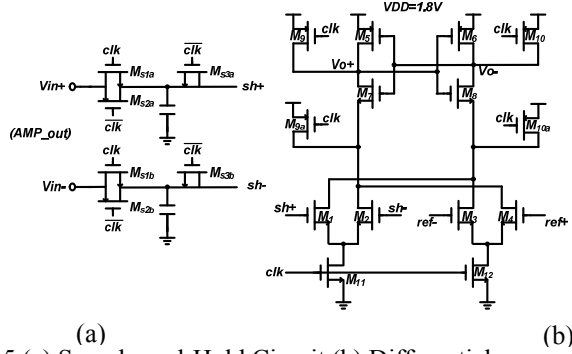 VDD=1.8V
clk
clk
Vin+
Ms1a
Ms2a
Ms3a
sh+
clk
(AMP_out)
clk
clk
Vin-
Ms1b
Ms2b
Ms3b
sh-
clk
M9
clk
M5
M6
clk
M10
Vo+
Vo-
M7
M8
M9a
clk
clk
M10a
sh+
M1
M2
sh-
ref-
M3
M4
ref+
clk
M11
M12
(a)
(b)
5 (a) Sample-and-Hold Circuit (b) Differential